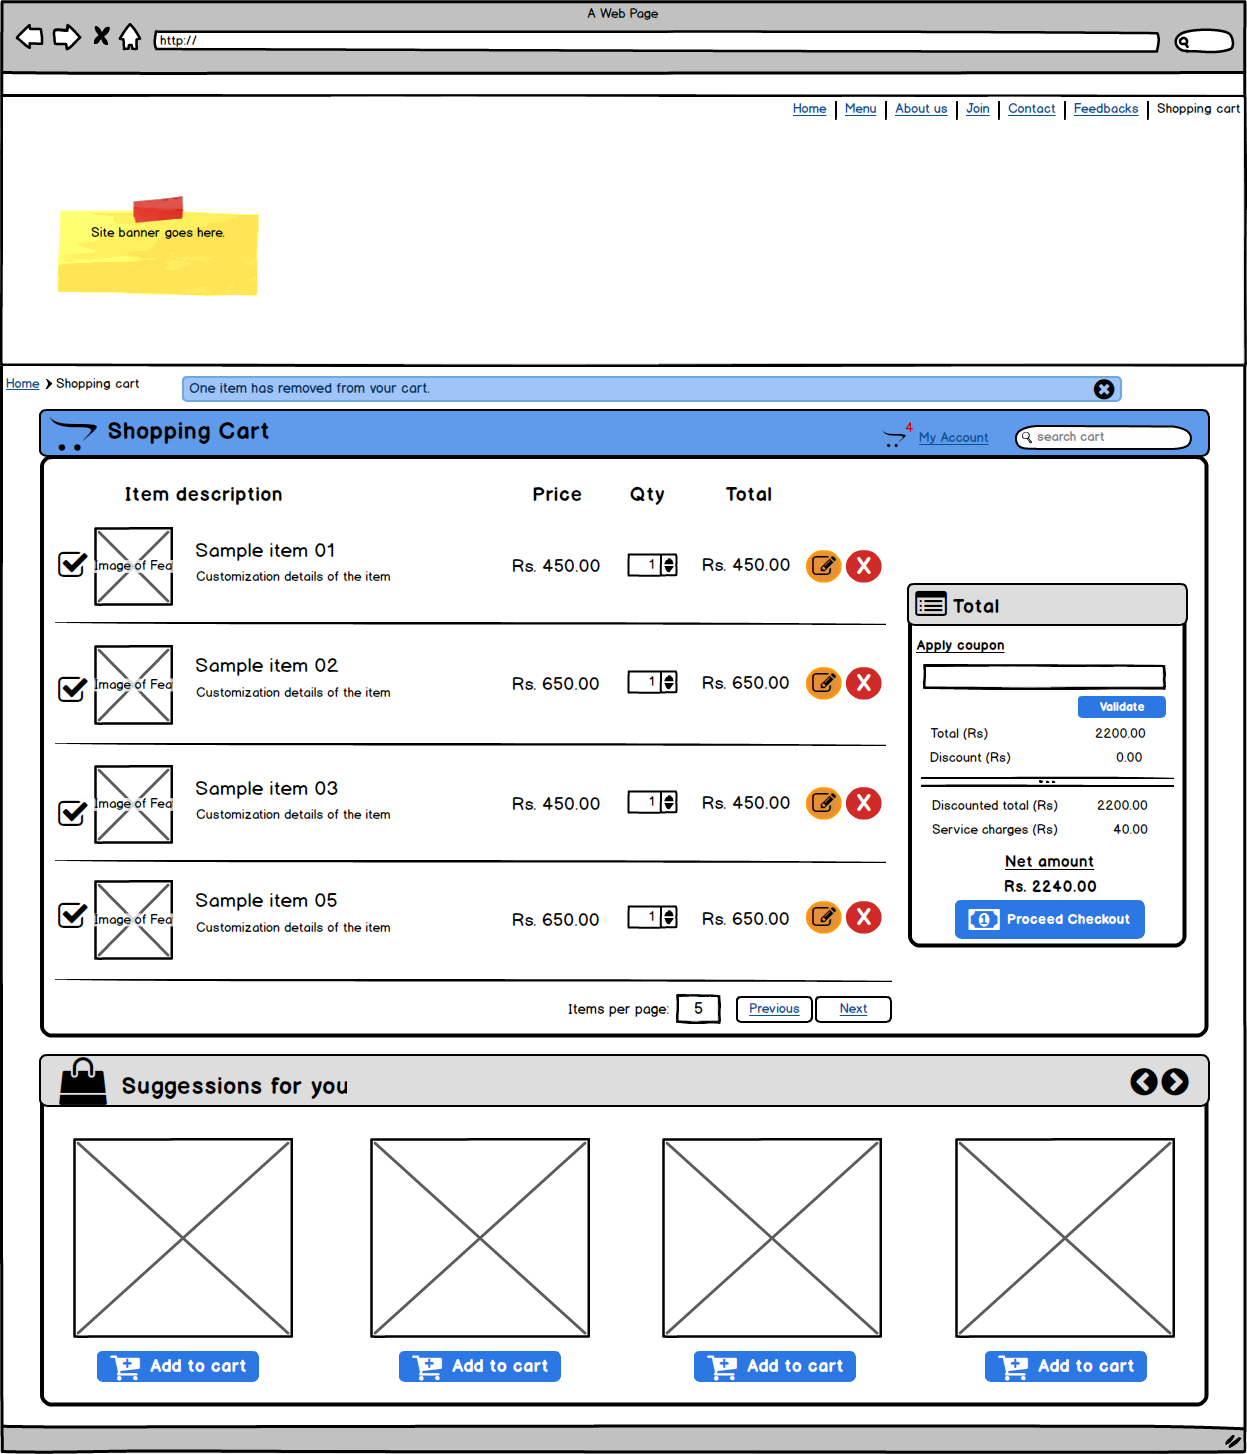 A Web Page
http://
Home Menu About us Join Contact Feedbacks Shopping cart
Site banner goes here.
Home Shopping cart
One item has removed from your cart.
Shopping Cart
4
My Account
search cart
Item description Price Qty Total
Sample item 01
Image of Fea
Customization details of the item
Rs. 450.00 1 Rs. 450.00 X
Sample item 02
Image of Fea
Customization details of the item
Rs. 650.00 1 Rs. 650.00 X
Sample item 03
Image of Fea
Customization details of the item
Rs. 450.00 1 Rs. 450.00 X
Sample item 05
Image of Fea
Customization details of the item
Rs. 650.00 1 Rs. 650.00 X
Items per page: 5 Previous Next
Total
Apply coupon
Validate
Total (Rs) 2200.00
Discount (Rs) 0.00
Discounted total (Rs) 2200.00
Service charges (Rs) 40.00
Net amount
Rs. 2240.00
1 Proceed Checkout
Suggessions for you
Add to cart Add to cart Add to cart Add to cart